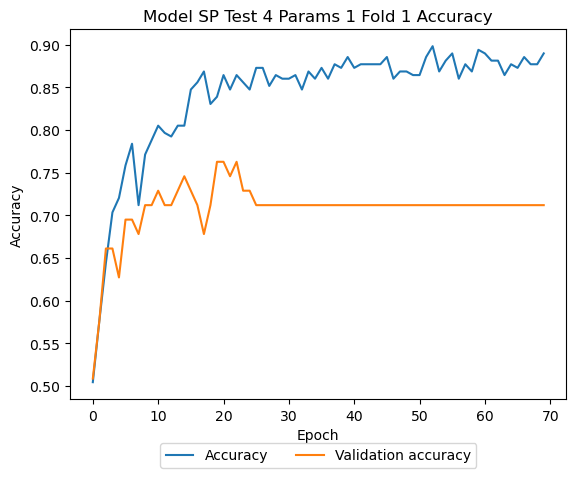 Model SP Test 4 Params 1 Fold 1 Accuracy
0.90
0.85
0.80
0.75
0.70
0.65
0.60
0.55
0.50
Accuracy
0 10 20 30 40 50 60 70
Epoch
Accuracy Validation accuracy